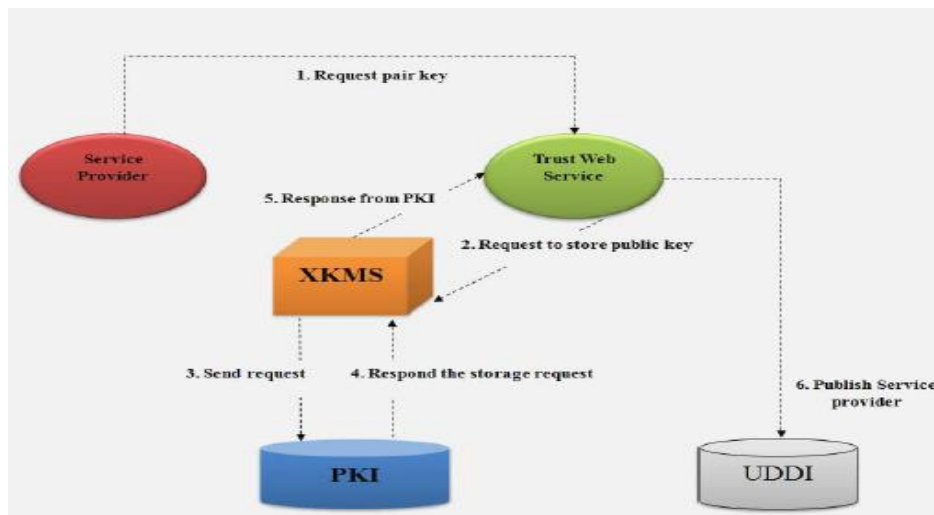 1. Request pair key
Service
Provider
Trust Web
Service
5. Response from PKI
2. Request to store public key
XKMS
3. Send request
4. Respond the storage request
6. Publish Service
provider
PKI
UDDI